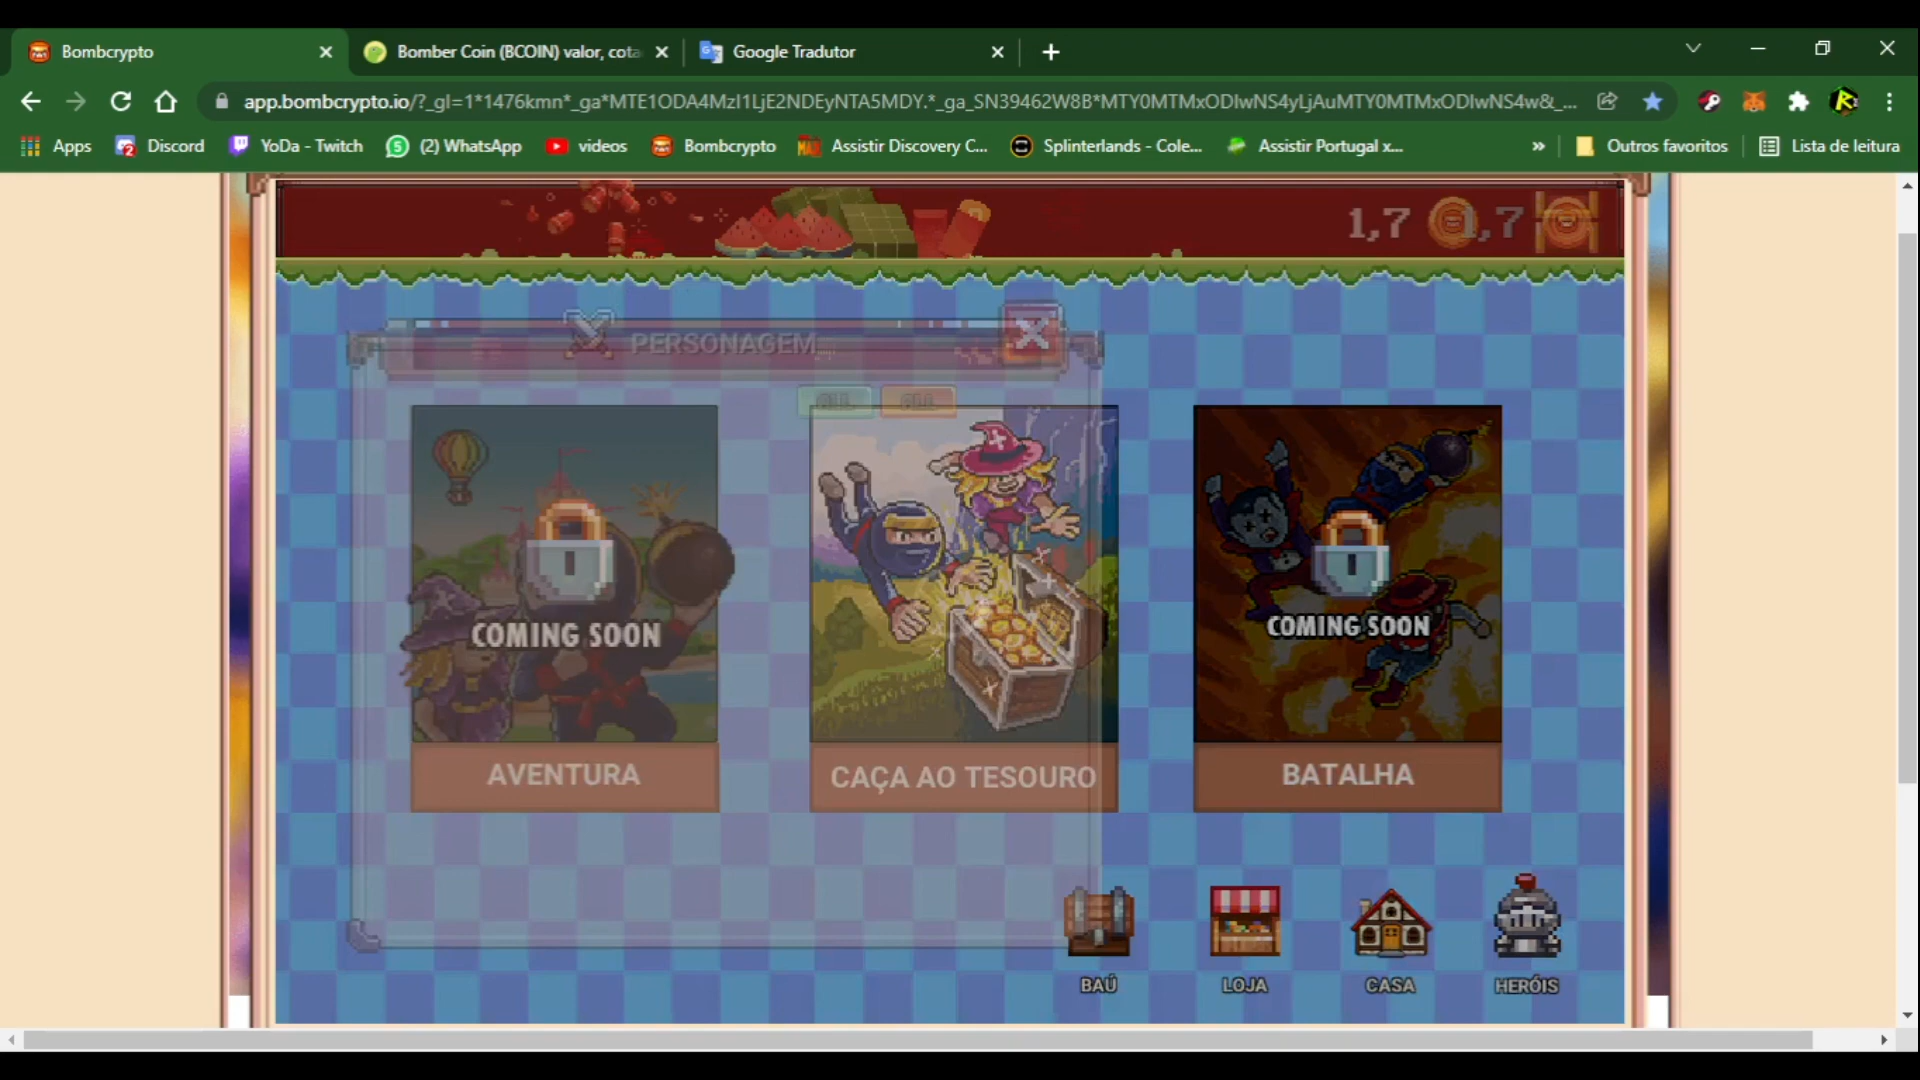 Bombcrypto
Bomber Coin (BCOIN) valor, cota
Google Tradutor
app.bombcrypto.io/?_gl=1*1476kmn*_ga*MTE1ODA4MzI1LjE2NDEyNTA5MDY.*_ga_SN39462W8B*MTY0MTMxODIwNS4yLjAuMTY0MTMxODIwNS4w&_...
Apps
Discord
YoDa - Twitch
(2) WhatsApp
videos
Bombcrypto
Assistir Discovery C...
Splinterlands - Cole...
Assistir Portugal x...
»
Outros favoritos
Lista de leitura
1,7
1,7
PERSONAGEM
COMING SOON
COMING SOON
AVENTURA
CAÇA AO TESOURO
BATALHA
BAÚ
LOJA
CASA
HERÓIS